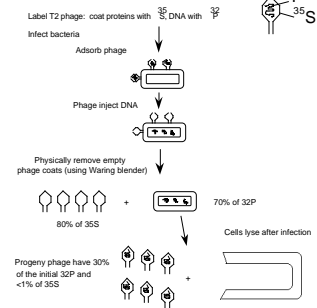 Label T2 phage: coat proteins with 35S, DNA with 32P
35S
Infect bacteria
Adsorb phage
Phage inject DNA
Physically remove empty
phage coats (using Waring blender)
+
70% of 32P
80% of 35S
Cells lyse after infection
Progeny phage have 30%
of the initial 32P and
<1% of 35S
+